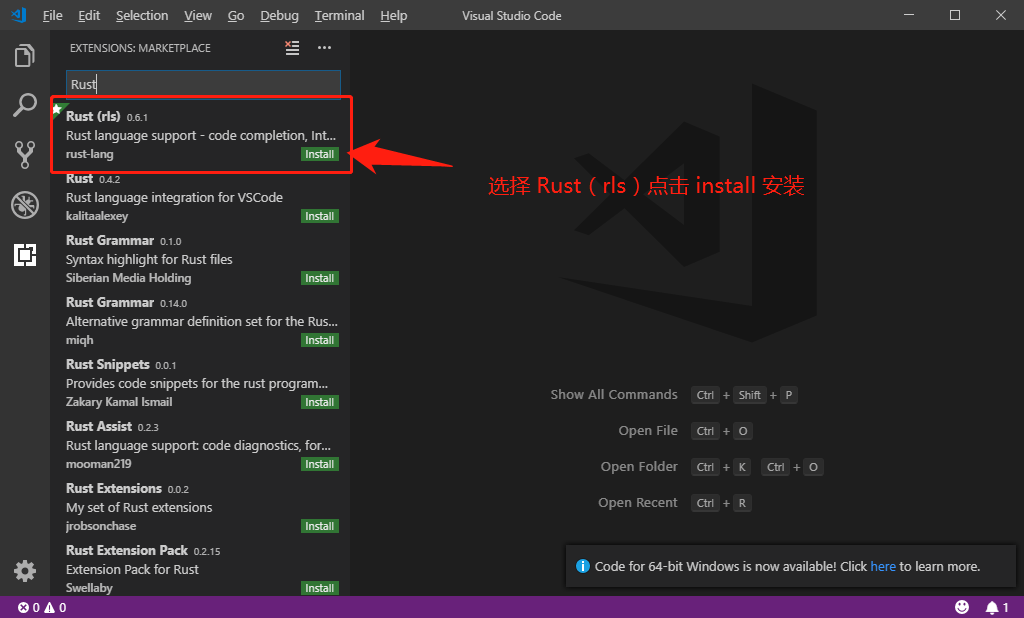 File Edit Selection View Go Debug Terminal Help Visual Studio Code
EXTENSIONS: MARKETPLACE
Rust
Rust (rls) 0.6.1
Rust language support - code completion, Int...
rust-lang Install
Rust 0.4.2
Rust language integration for VSCode
kalitaalexey Install
Rust Grammar 0.1.0
Syntax highlight for Rust files
Siberian Media Holding Install
Rust Grammar 0.14.0
Alternative grammar definition set for the Rus...
miqh Install
Rust Snippets 0.0.1
Provides code snippets for the rust program...
Zakary Kamal Ismail Install
Rust Assist 0.2.3
Rust language support: code diagnostics, for...
mooman219 Install
Rust Extensions 0.0.2
My set of Rust extensions
jrobsonchase Install
Rust Extension Pack 0.2.15
Extension Pack for Rust
Swellaby Install
选择 Rust（rls）点击 install 安装
Show All Commands Ctrl + Shift + P
Open File Ctrl + O
Open Folder Ctrl + K Ctrl + O
Open Recent Ctrl + R
Code for 64-bit Windows is now available! Click here to learn more.
0 0 1